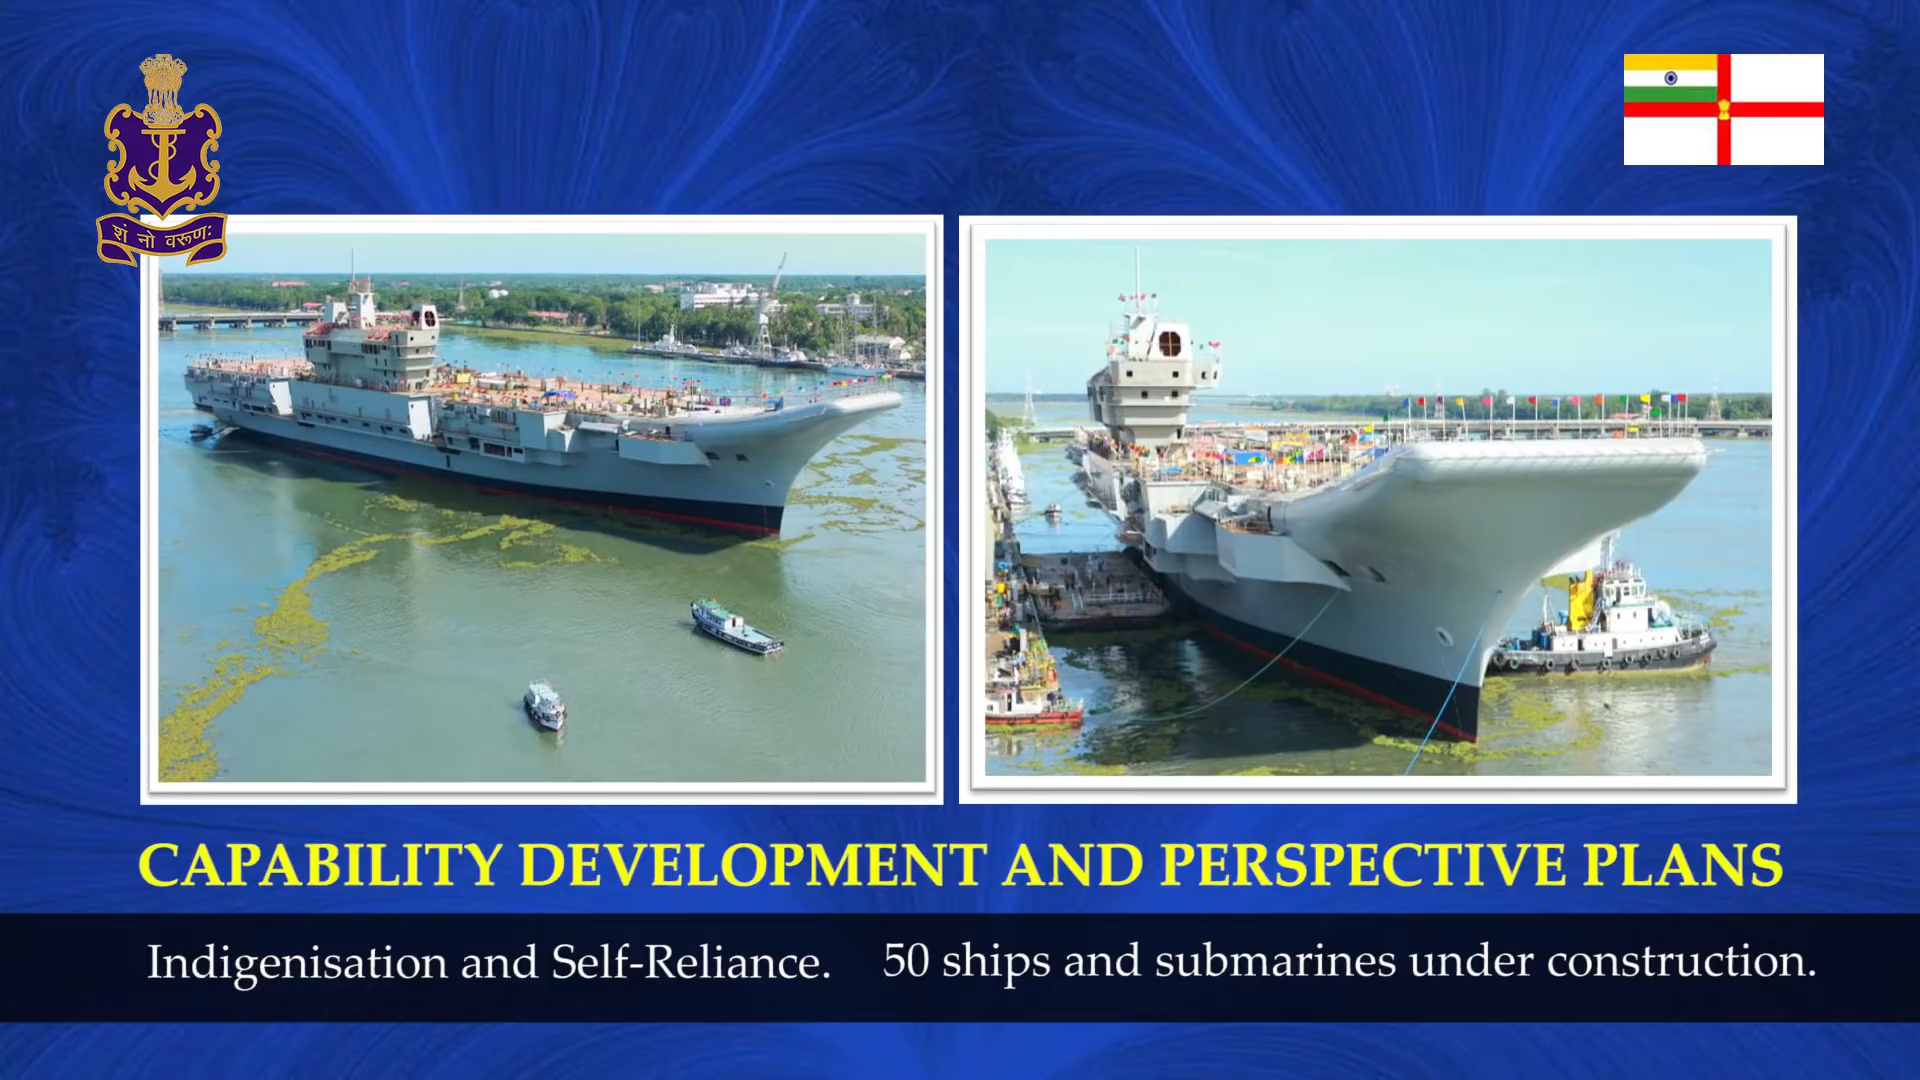 शं नो वरूणः
CAPABILITY DEVELOPMENT AND PERSPECTIVE PLANS
Indigenisation and Self-Reliance. 50 ships and submarines under construction.